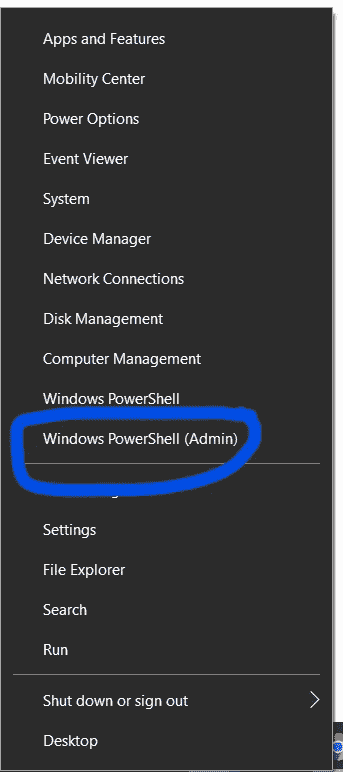 Apps and Features
Mobility Center
Power Options
Event Viewer
System
Device Manager
Network Connections
Disk Management
Computer Management
Windows PowerShell
Windows PowerShell (Admin)
Settings
File Explorer
Search
Run
Shut down or sign out
Desktop